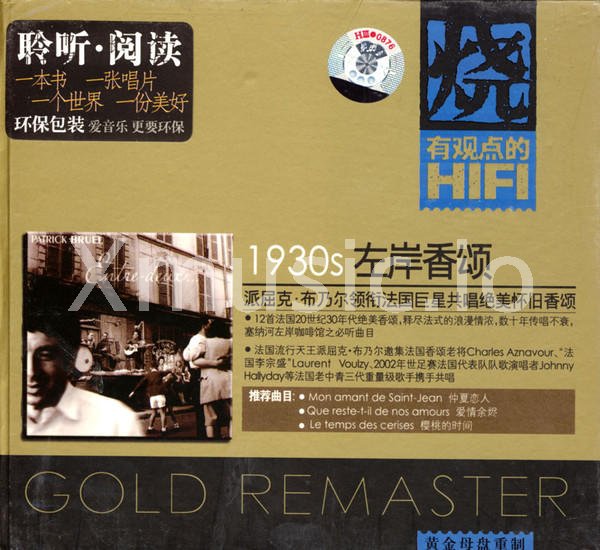 聆听·阅读
一本书 一张唱片
一个世界 一份美好
环保包装 爱音乐 更要环保
HⅢ●0876
烧
有观点的
HIFI
PATRICK BRUEL
Entre-deux...
1930s 左岸香颂
Xmusic.io
派屈克·布乃尔领衔法国巨星共唱绝美怀旧香颂
● 12首法国20世纪30年代绝美香颂，释尽法式的浪漫情浓，数十年传唱不衰，
塞纳河左岸咖啡馆之必听曲目
● 法国流行天王派屈克·布乃尔邀集法国香颂老将Charles Aznavour、“法
国李宗盛”Laurent Voulzy、2002年世足赛法国代表队队歌演唱者Johnny
Hallyday等法国老中青三代重量级歌手携手共唱
推荐曲目： ● Mon amant de Saint-Jean 仲夏恋人
● Que reste-t-il de nos amours 爱情余烬
● Le temps des cerises 樱桃的时间
GOLD REMASTER
黄金母盘重制